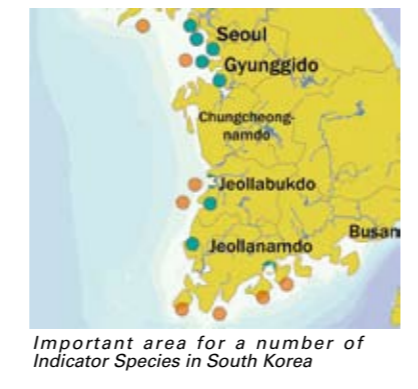 Seoul
Gyunggido
Chungcheong-
namdo
Jeollabukdo
Busan
Jeollanamdo
Important area for a number of
Indicator Species in South Korea